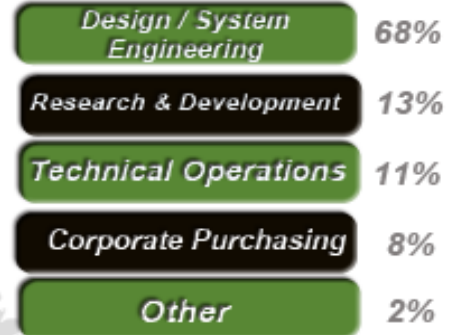 Design / System
Engineering
68%
Research & Development 13%
Technical Operations 11%
Corporate Purchasing 8%
Other 2%